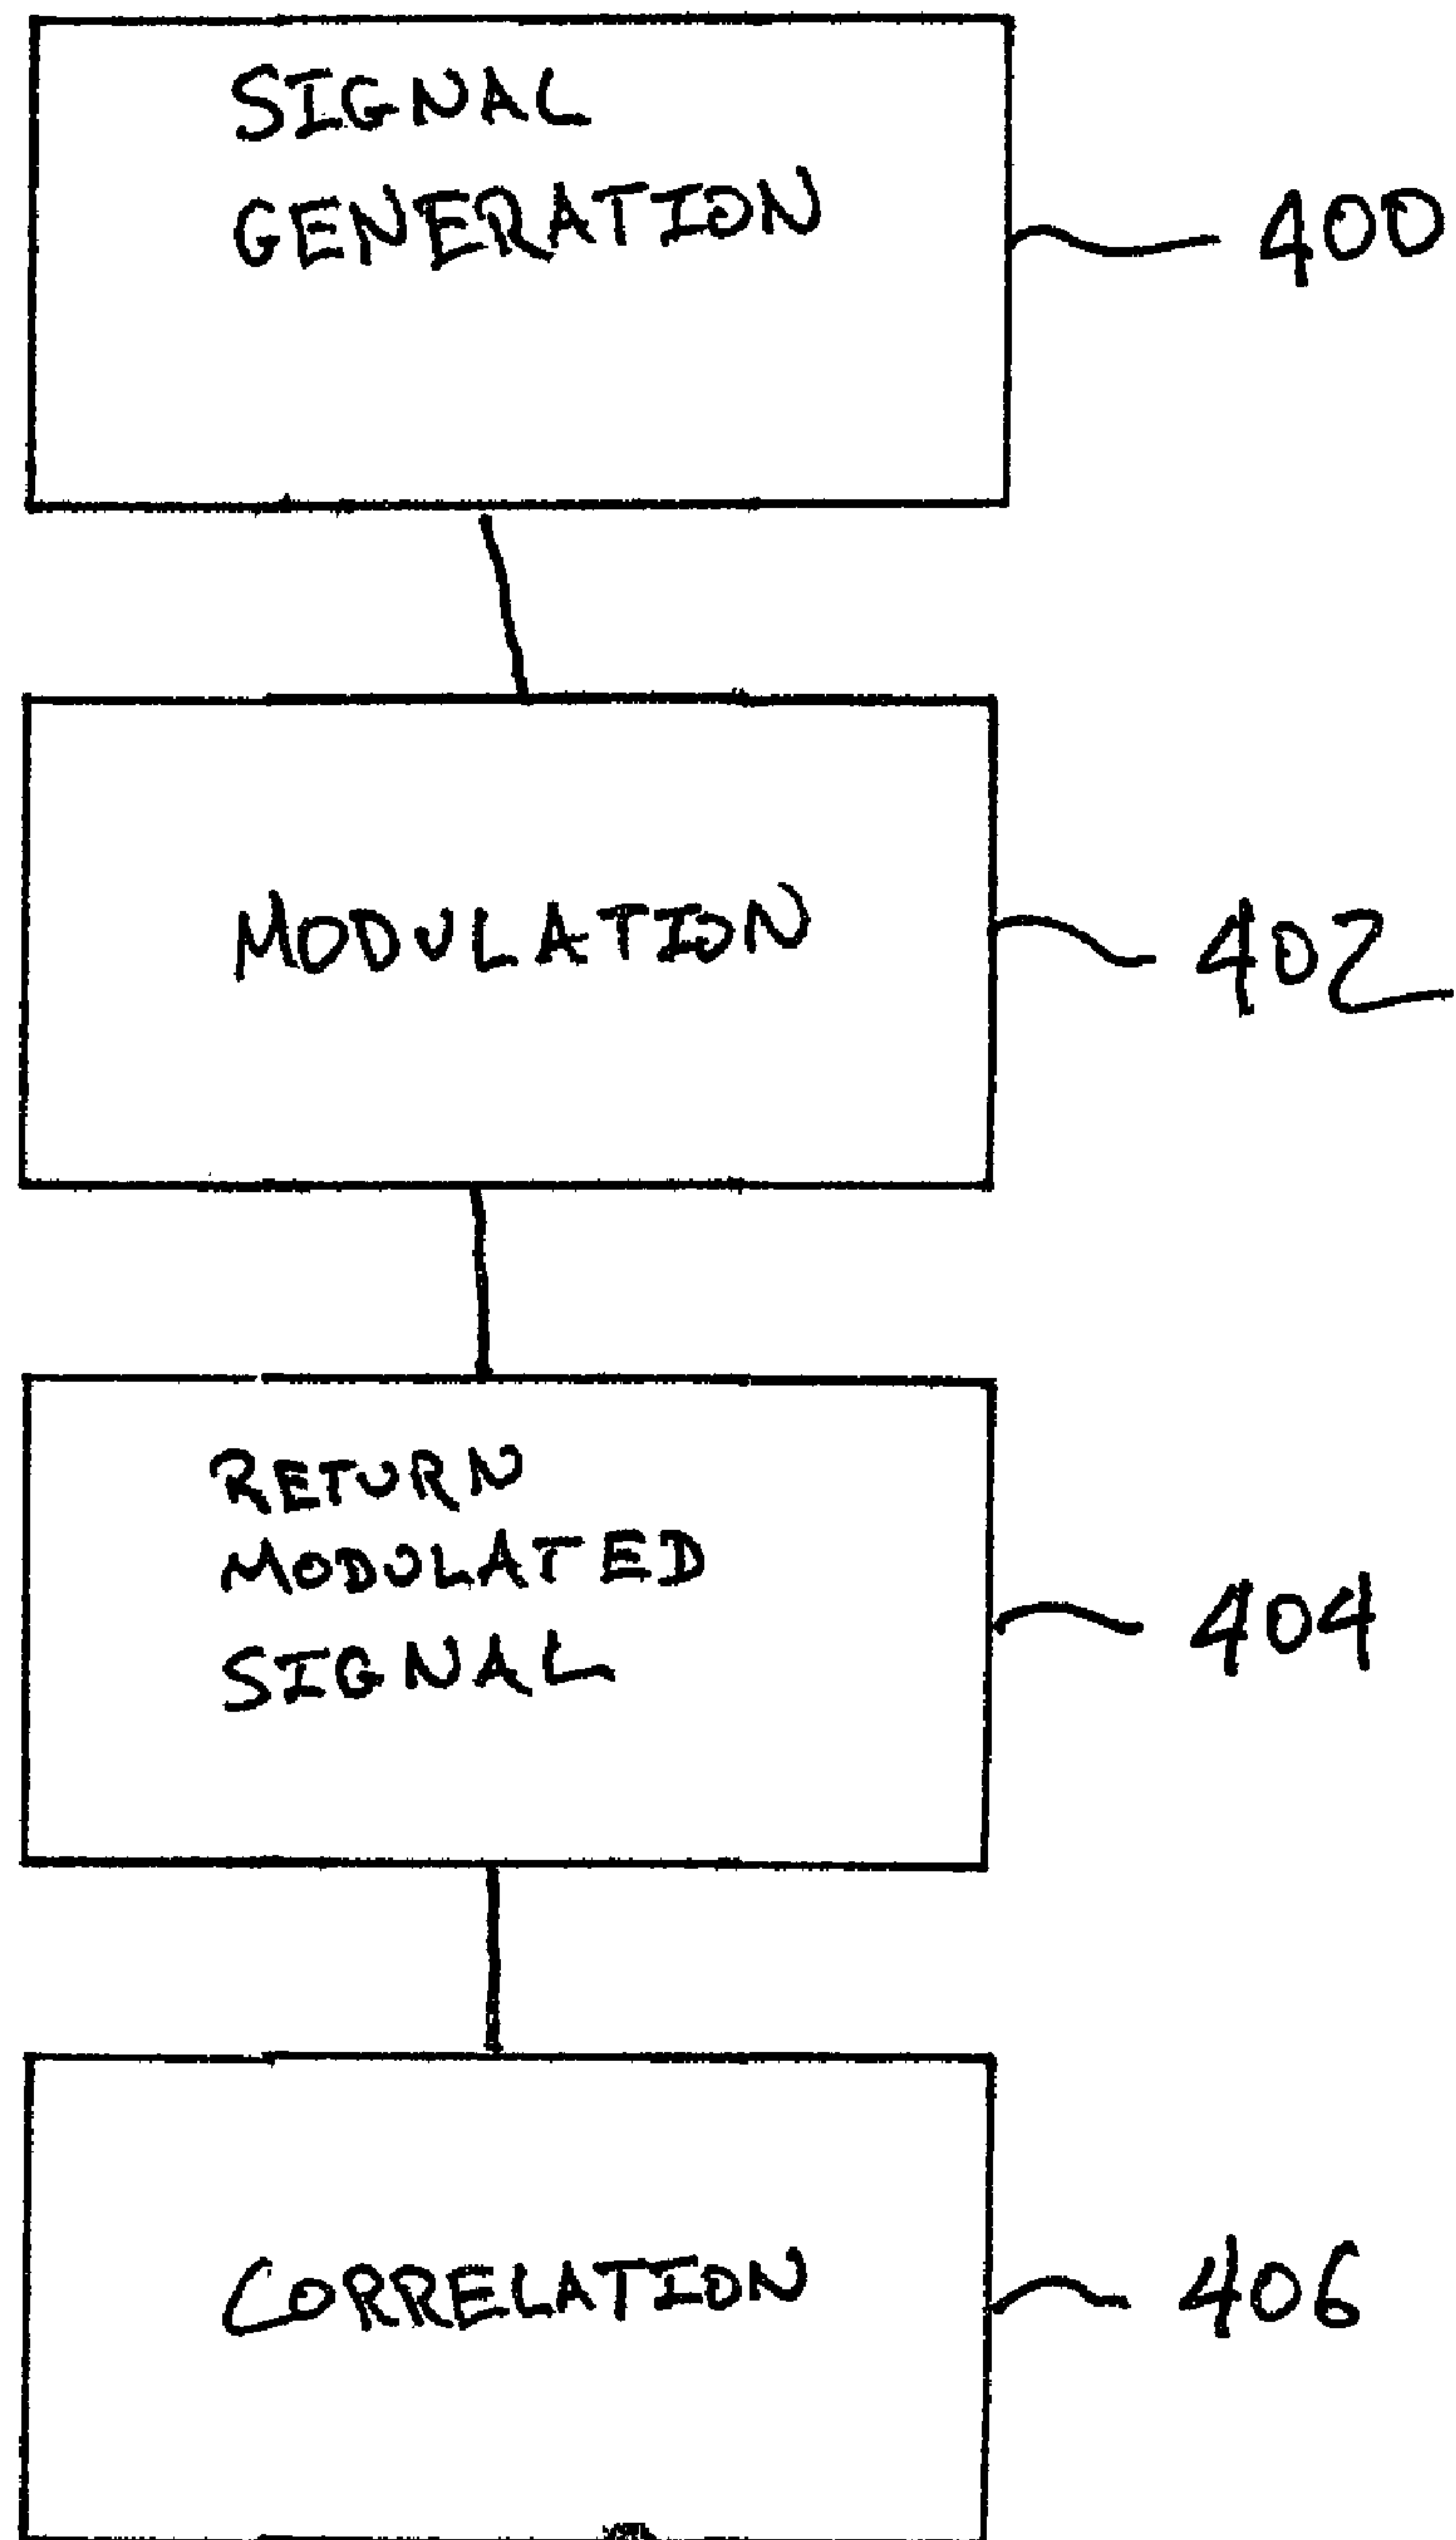 SIGNAL
GENERATION
400
MODULATION
402
RETURN
MODULATED
SIGNAL
404
CORRELATION
406